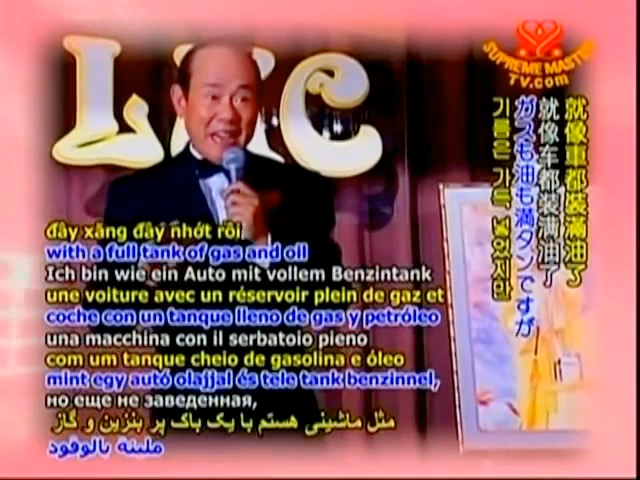 LAC
SUPREME MASTER
TV.com
đầy xăng đầy nhớt rồi
with a full tank of gas and oil
Ich bin wie ein Auto mit vollem Benzintank
une voiture avec un réservoir plein de gaz et
coche con un tanque lleno de gas y petróleo
una macchina con il serbatoio pieno
com um tanque cheio de gasolina e óleo
mint egy autó olajjal és tele tank benzinnel,
но еще не заведенная,
مثل ماشینی هستم با یک باک پر بنزین و گاز
مليئة بالوقود
就像車都裝滿油了
就像车都装满油了
ガスも油も満タンですが
기름은 가득 넣었지만